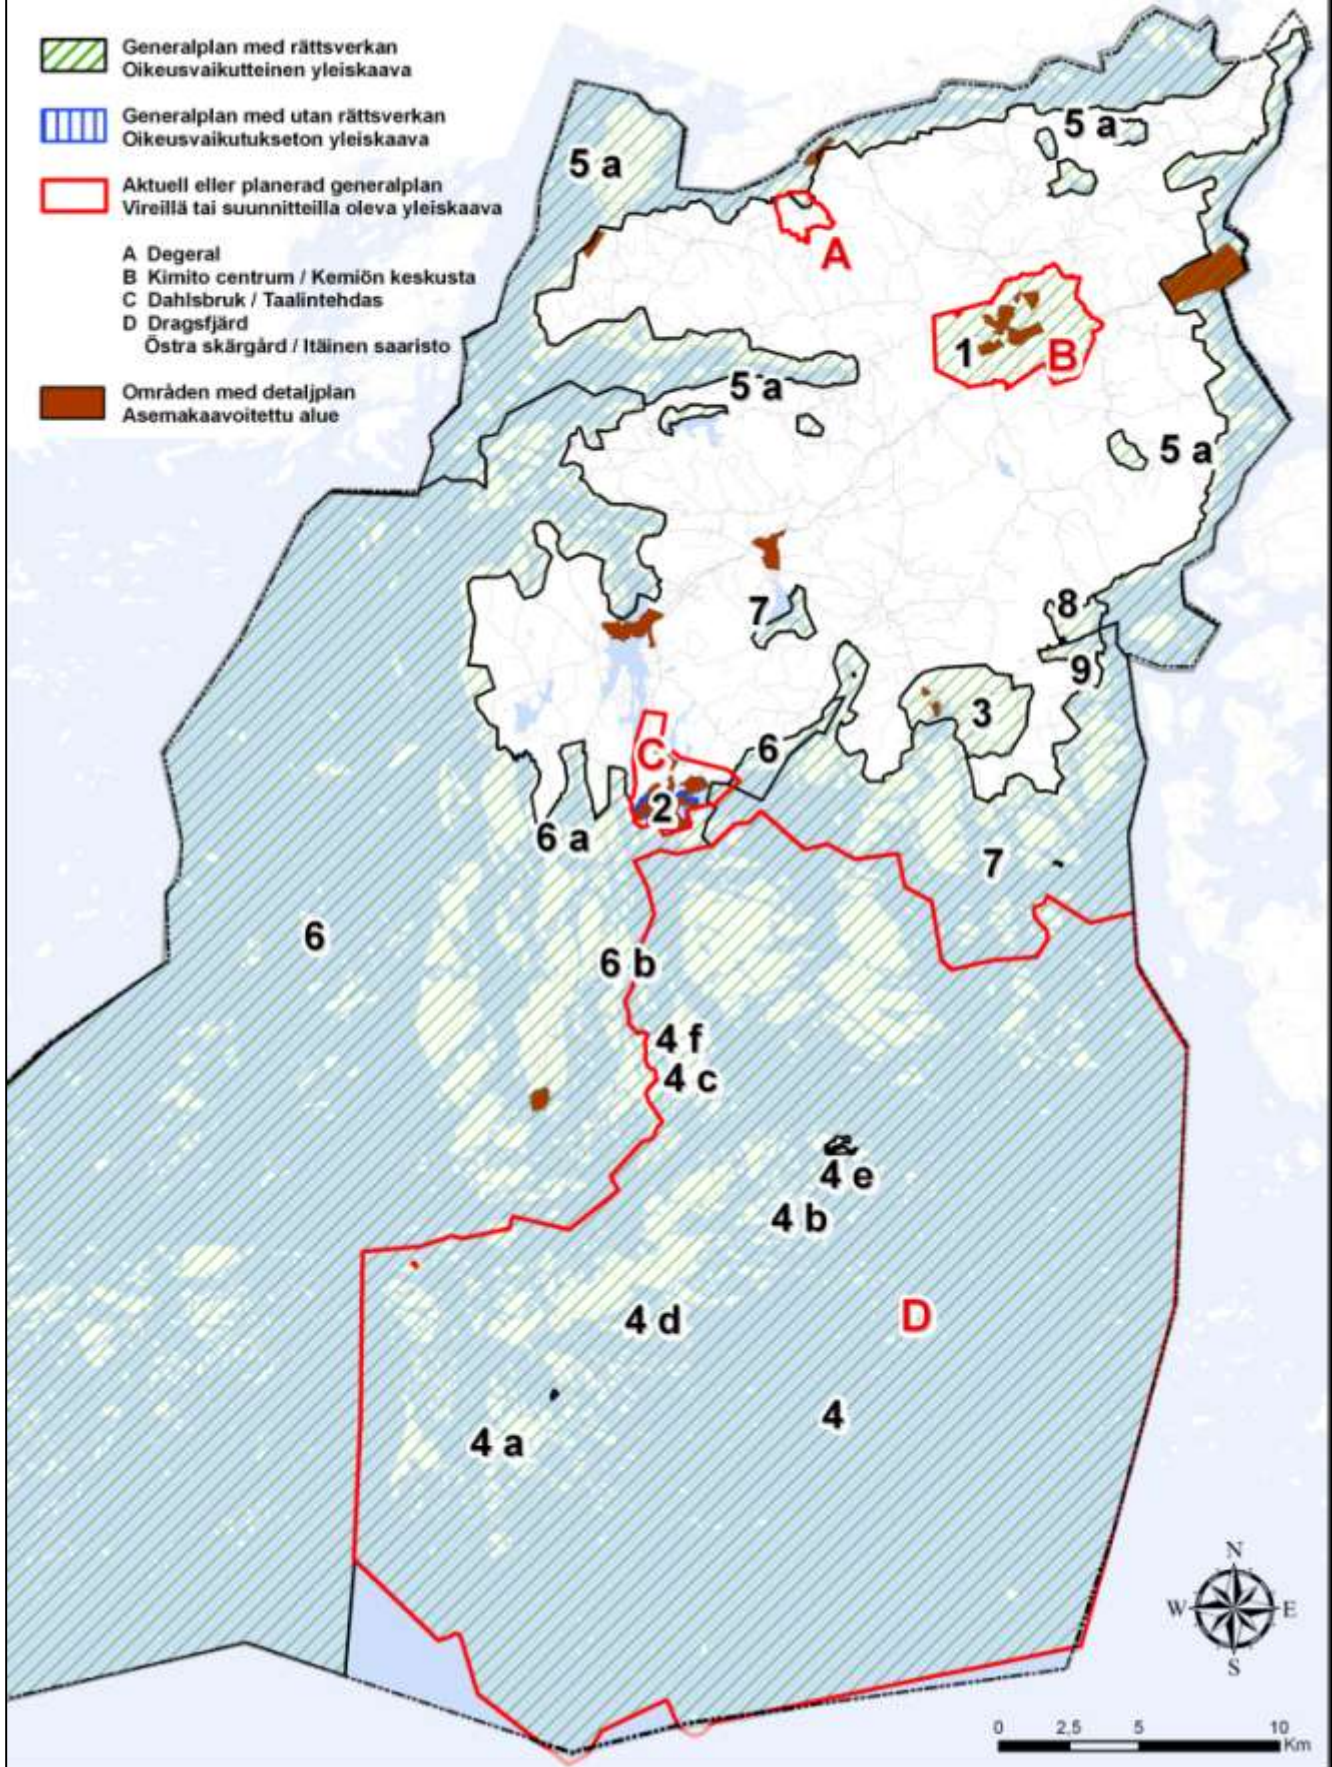 Generalplan med rättsverkan
Oikeusvaikutteinen yleiskaava
Generalplan med utan rättsverkan
Oikeusvaikutukseton yleiskaava
Aktuell eller planerad generalplan
Vireillä tai suunnitteilla oleva yleiskaava
A Degeral
B Kimito centrum / Kemiön keskusta
C Dahlsbruk / Taalintehdas
D Dragsfjärd
Östra skärgård / Itäinen saaristo
Områden med detaljplan
Asemakaavoitettu alue
5 a
5 a
A
1
B
5 a
5 a
7
8
9
3
C
6
2
6 a
7
6
6 b
4 f
4 c
4 e
4 b
4 d
D
4
4 a
N
W
E
S
0 2,5 5 10
Km